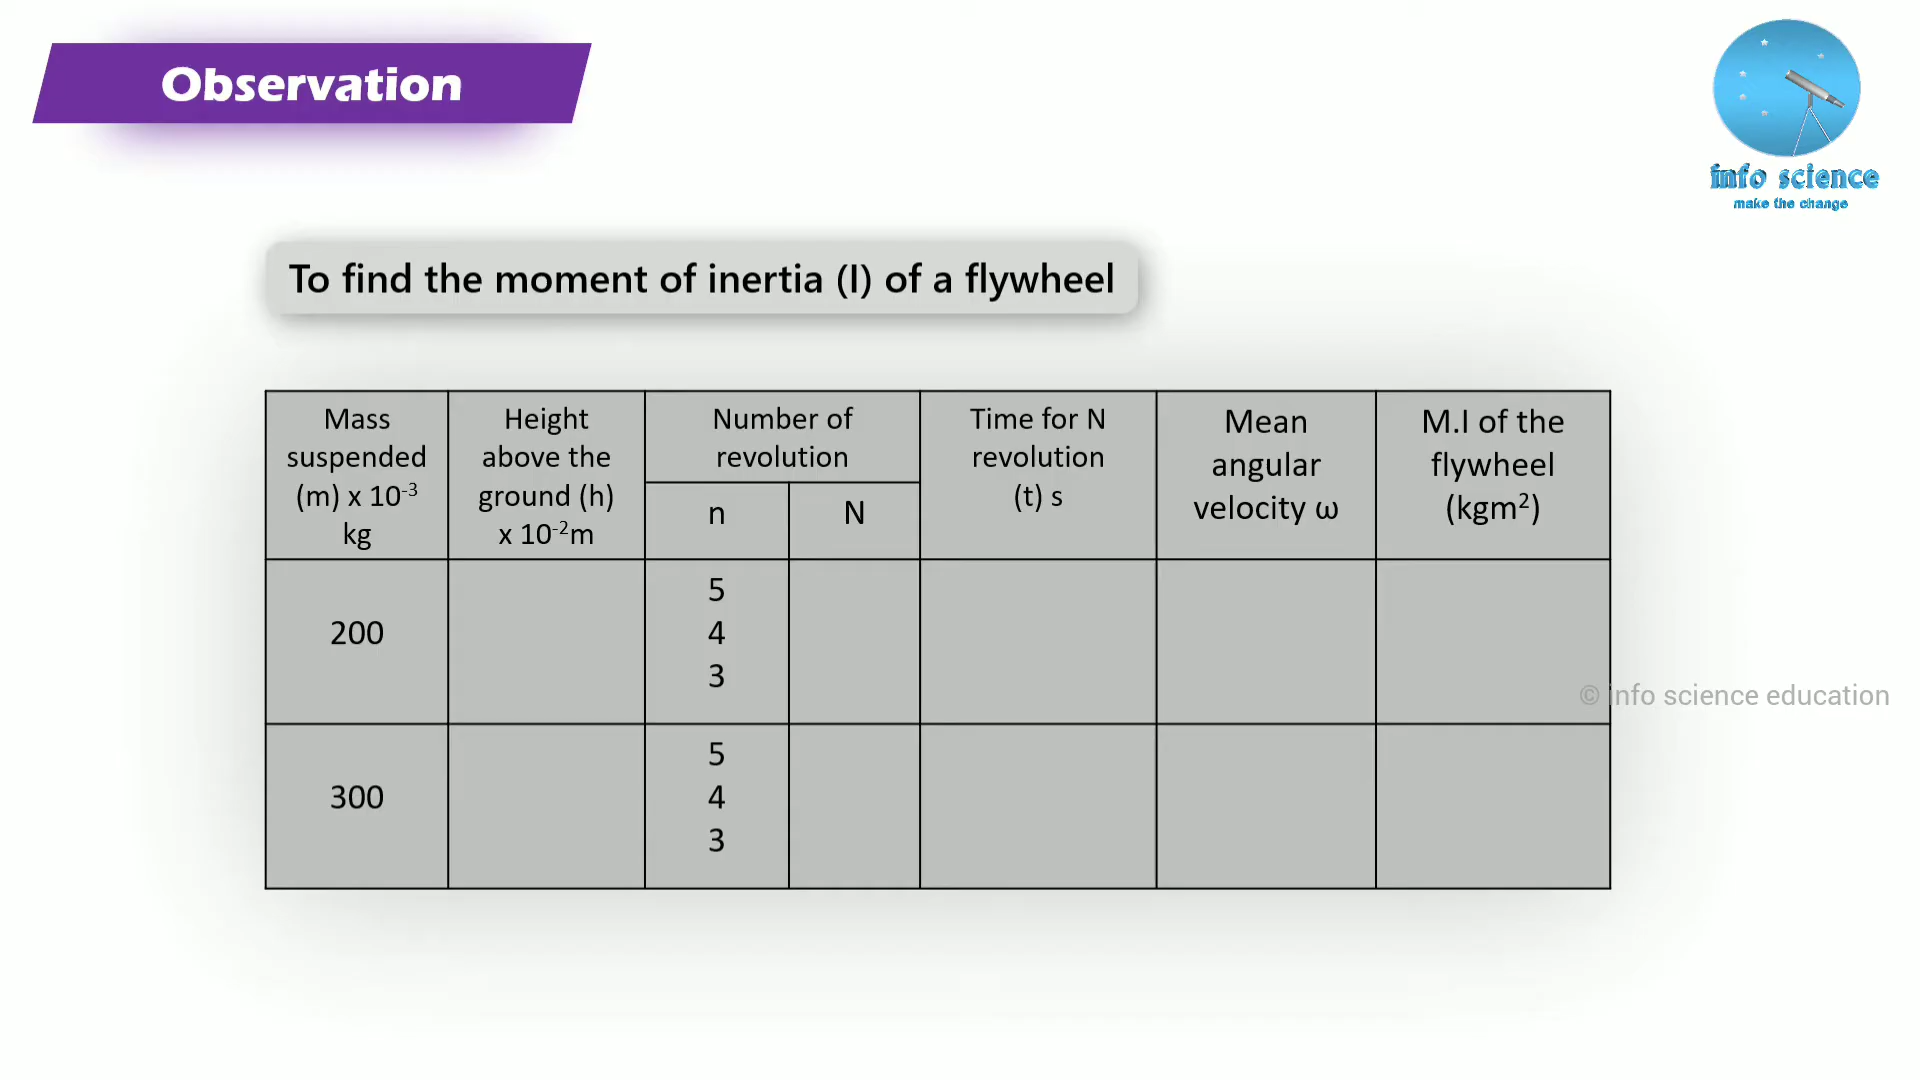 Observation
info science
make the change
To find the moment of inertia (I) of a flywheel
Mass
suspended
(m) x 10⁻³
kg
Height
above the
ground (h)
x 10⁻²m
Number of
revolution
n
N
Time for N
revolution
(t) s
Mean
angular
velocity ω
M.I of the
flywheel
(kgm²)
200
5
4
3
300
5
4
3
© info science education